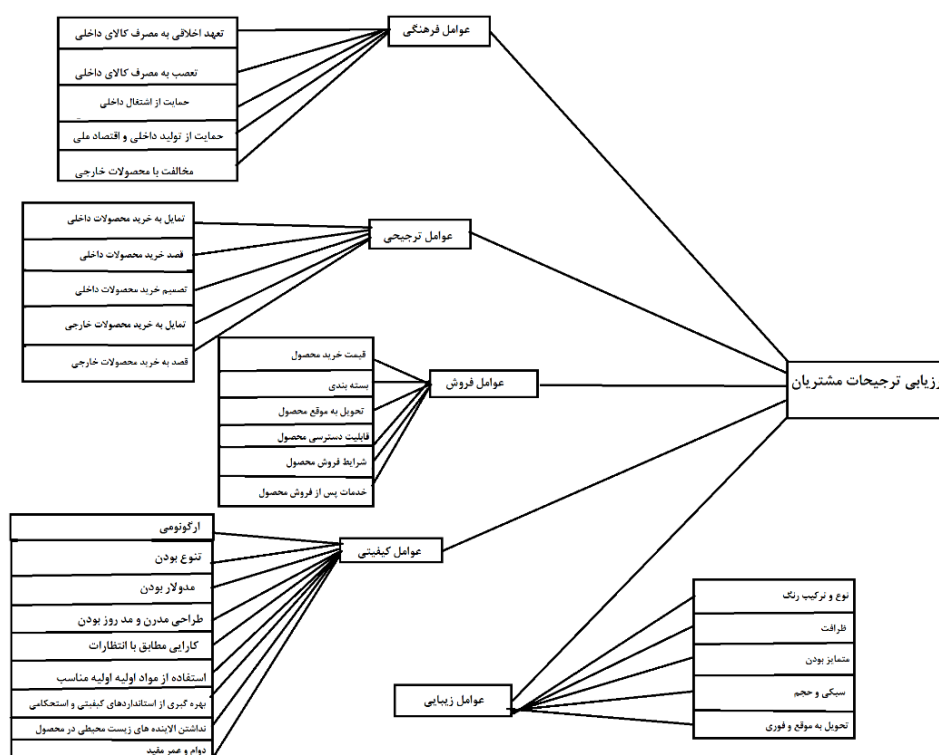 رزیابی ترجیحات مشتریان
عوامل فرهنگی
تعهد اخلاقی به مصرف کالای داخلی
تعصب به مصرف کالای داخلی
حمایت از اشتغال داخلی
حمایت از تولید داخلی و اقتصاد ملی
مخالفت با محصولات خارجی
عوامل ترجیحی
تمایل به خرید محصولات داخلی
قصد خرید محصولات داخلی
تصمیم خرید محصولات داخلی
تمایل به خرید محصولات خارجی
قصد به خرید محصولات خارجی
عوامل فروش
قیمت خرید محصول
بسته بندی
تحویل به موقع محصول
قابلیت دسترسی محصول
شرایط فروش محصول
خدمات پس از فروش محصول
عوامل کیفیتی
ارگونومی
تنوع بودن
مدولار بودن
طراحی مدرن و مد روز بودن
کارایی مطابق با انتظارات
استفاده از مواد اولیه اولیه مناسب
بهره گیری از استانداردهای کیفیتی و استحکامی
نداشتن الاینده های زیست محیطی در محصول
دوام و عمر مفید
عوامل زیبایی
نوع و ترکیب رنگ
ظرافت
متمایز بودن
سبکی و حجم
تحویل به موقع و فوری